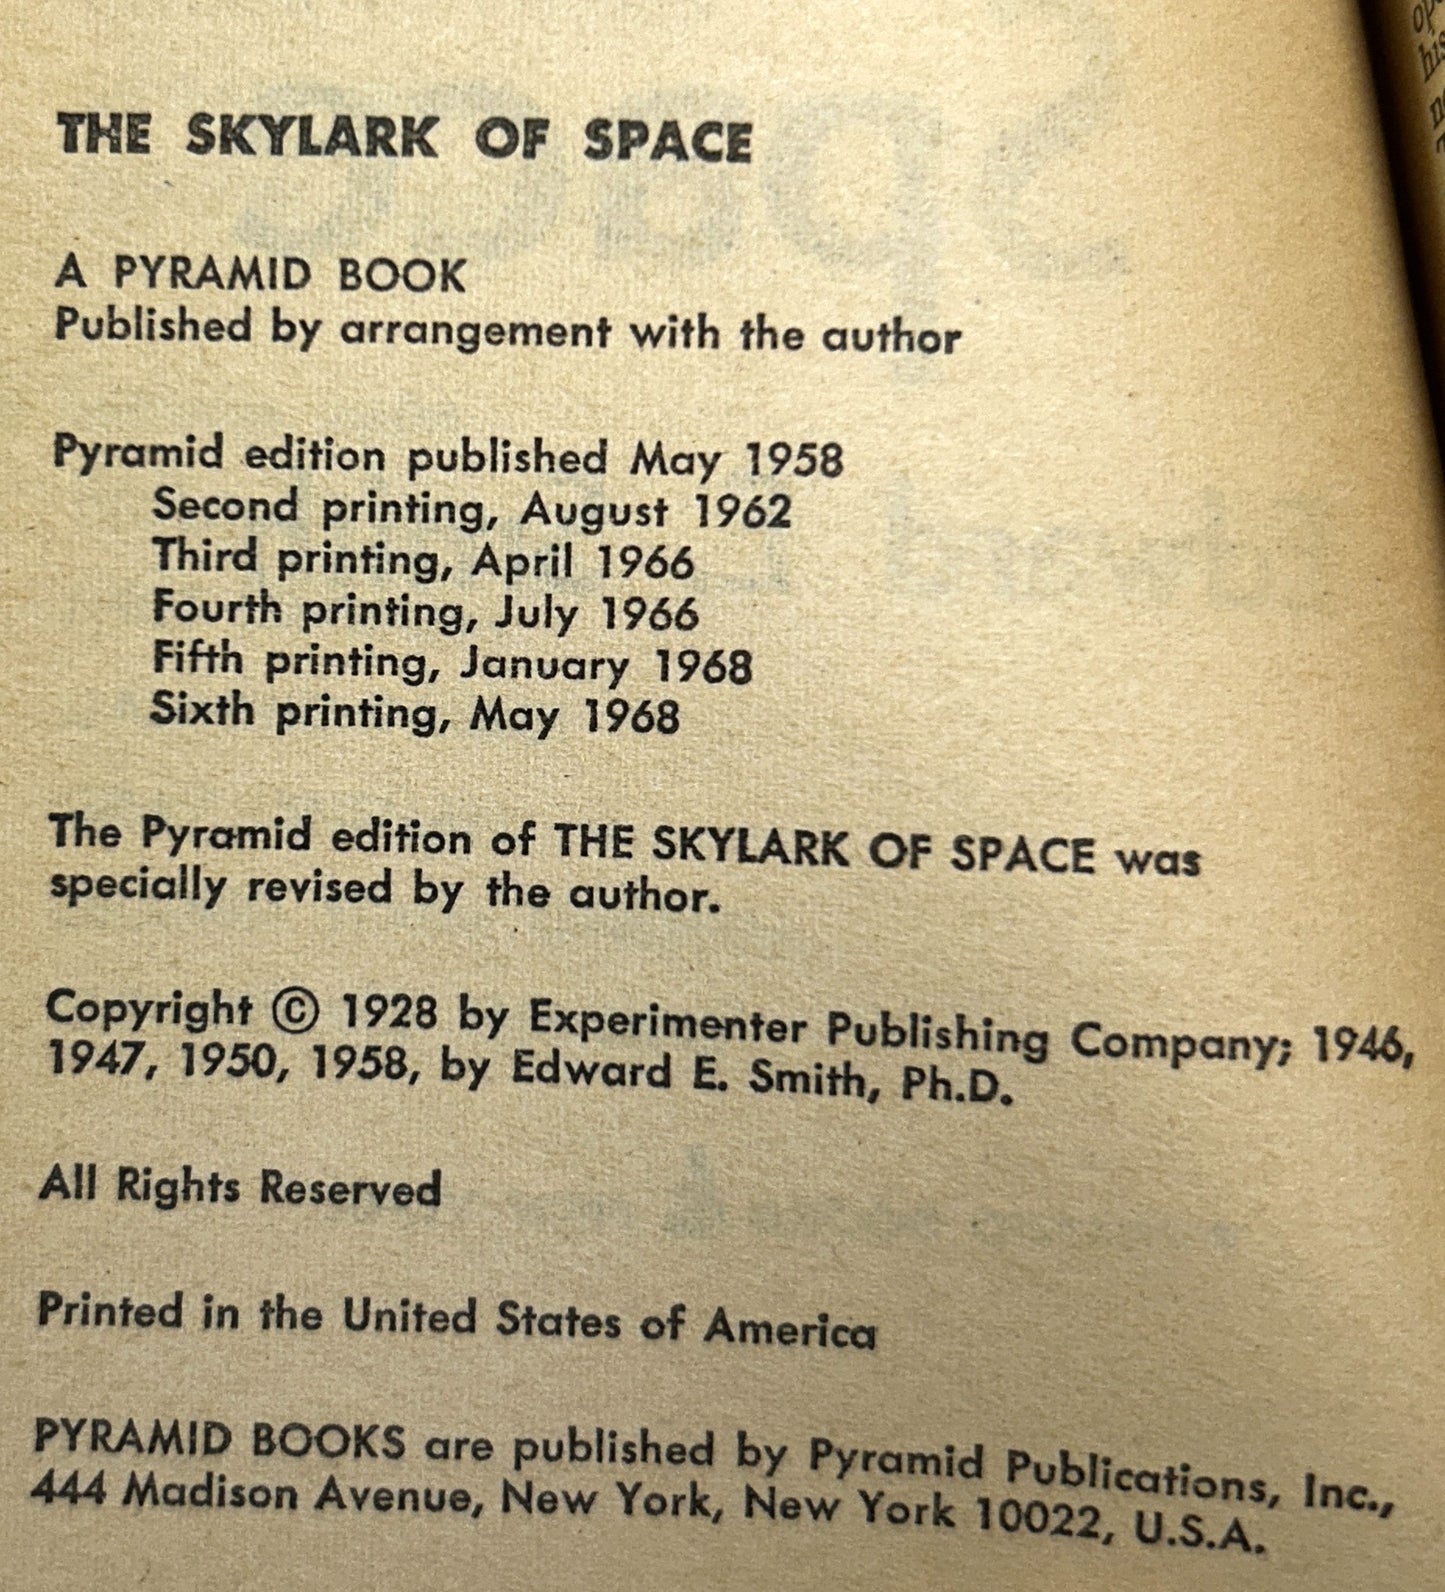 THE SKYLARK OF SPACE
A PYRAMID BOOK
Published by arrangement with the author
Pyramid edition published May 1958
Second printing, August 1962
Third printing, April 1966
Fourth printing, July 1966
Fifth printing, January 1968
Sixth printing, May 1968
The Pyramid edition of THE SKYLARK OF SPACE was
specially revised by the author.
Copyright © 1928 by Experimenter Publishing Company; 1946,
1947, 1950, 1958, by Edward E. Smith, Ph.D.
All Rights Reserved
Printed in the United States of America
PYRAMID BOOKS are published by Pyramid Publications, Inc.,
444 Madison Avenue, New York, New York 10022, U.S.A.